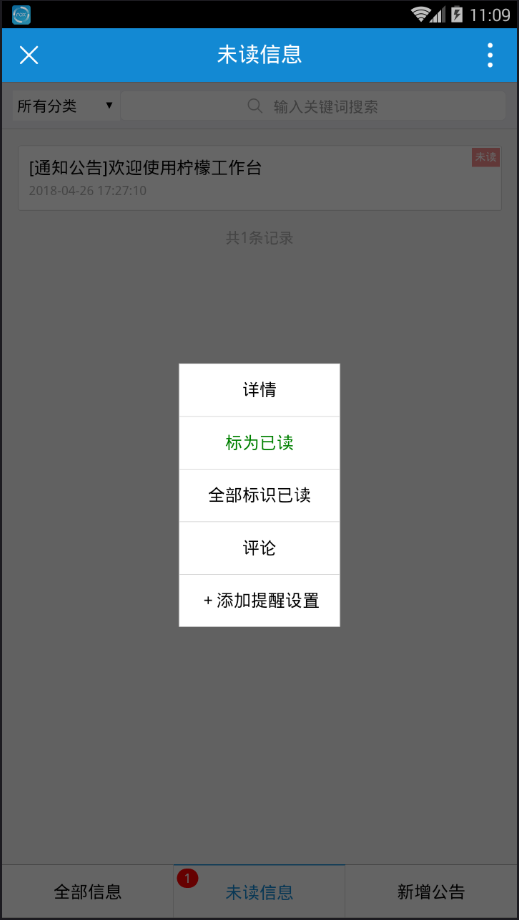 11:09
未读信息
所有分类
输入关键词搜索
[通知公告]欢迎使用柠檬工作台
未读
2018-04-26 17:27:10
共1条记录
详情
标为已读
全部标识已读
评论
+ 添加提醒设置
全部信息
1
未读信息
新增公告